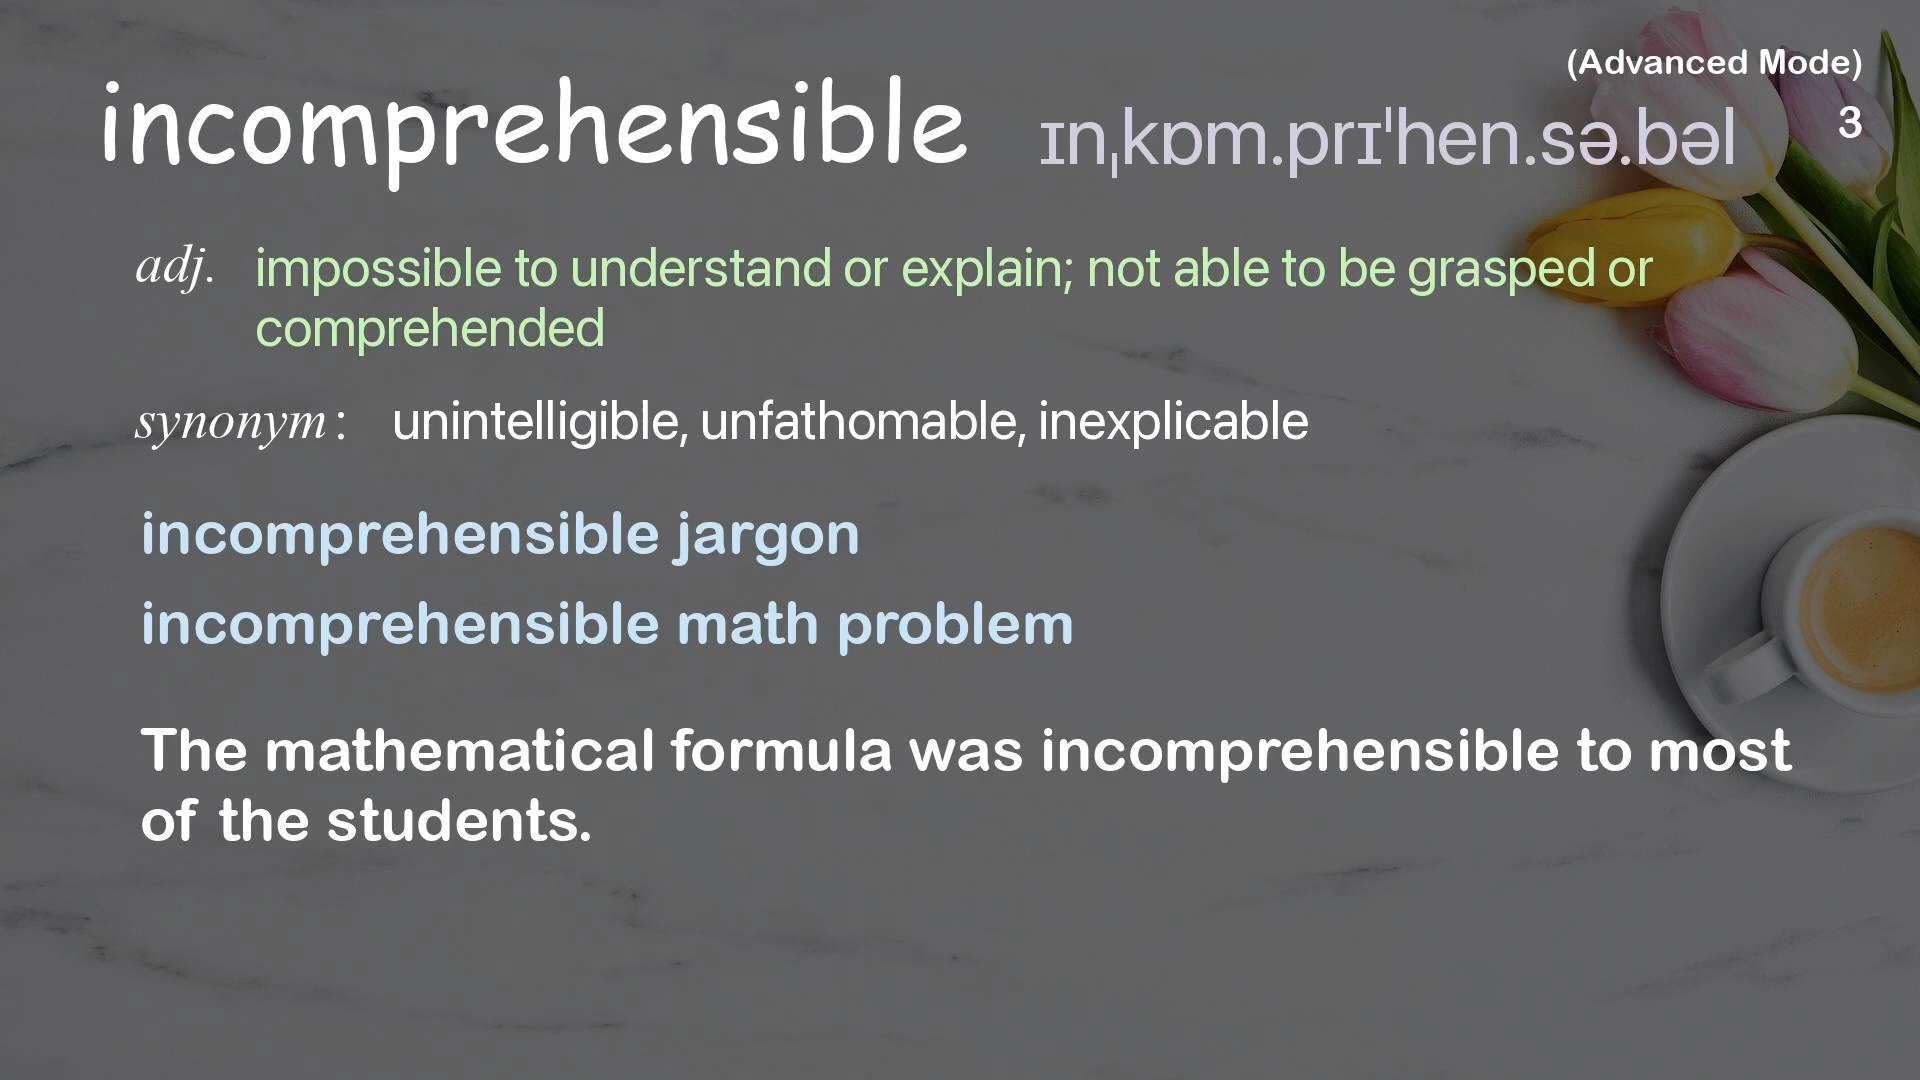 (Advanced Mode)
incomprehensible ɪnˌkɒm.prɪˈhen.sə.bəl 3
adj. impossible to understand or explain; not able to be grasped or
comprehended
synonym: unintelligible, unfathomable, inexplicable
incomprehensible jargon
incomprehensible math problem
The mathematical formula was incomprehensible to most
of the students.